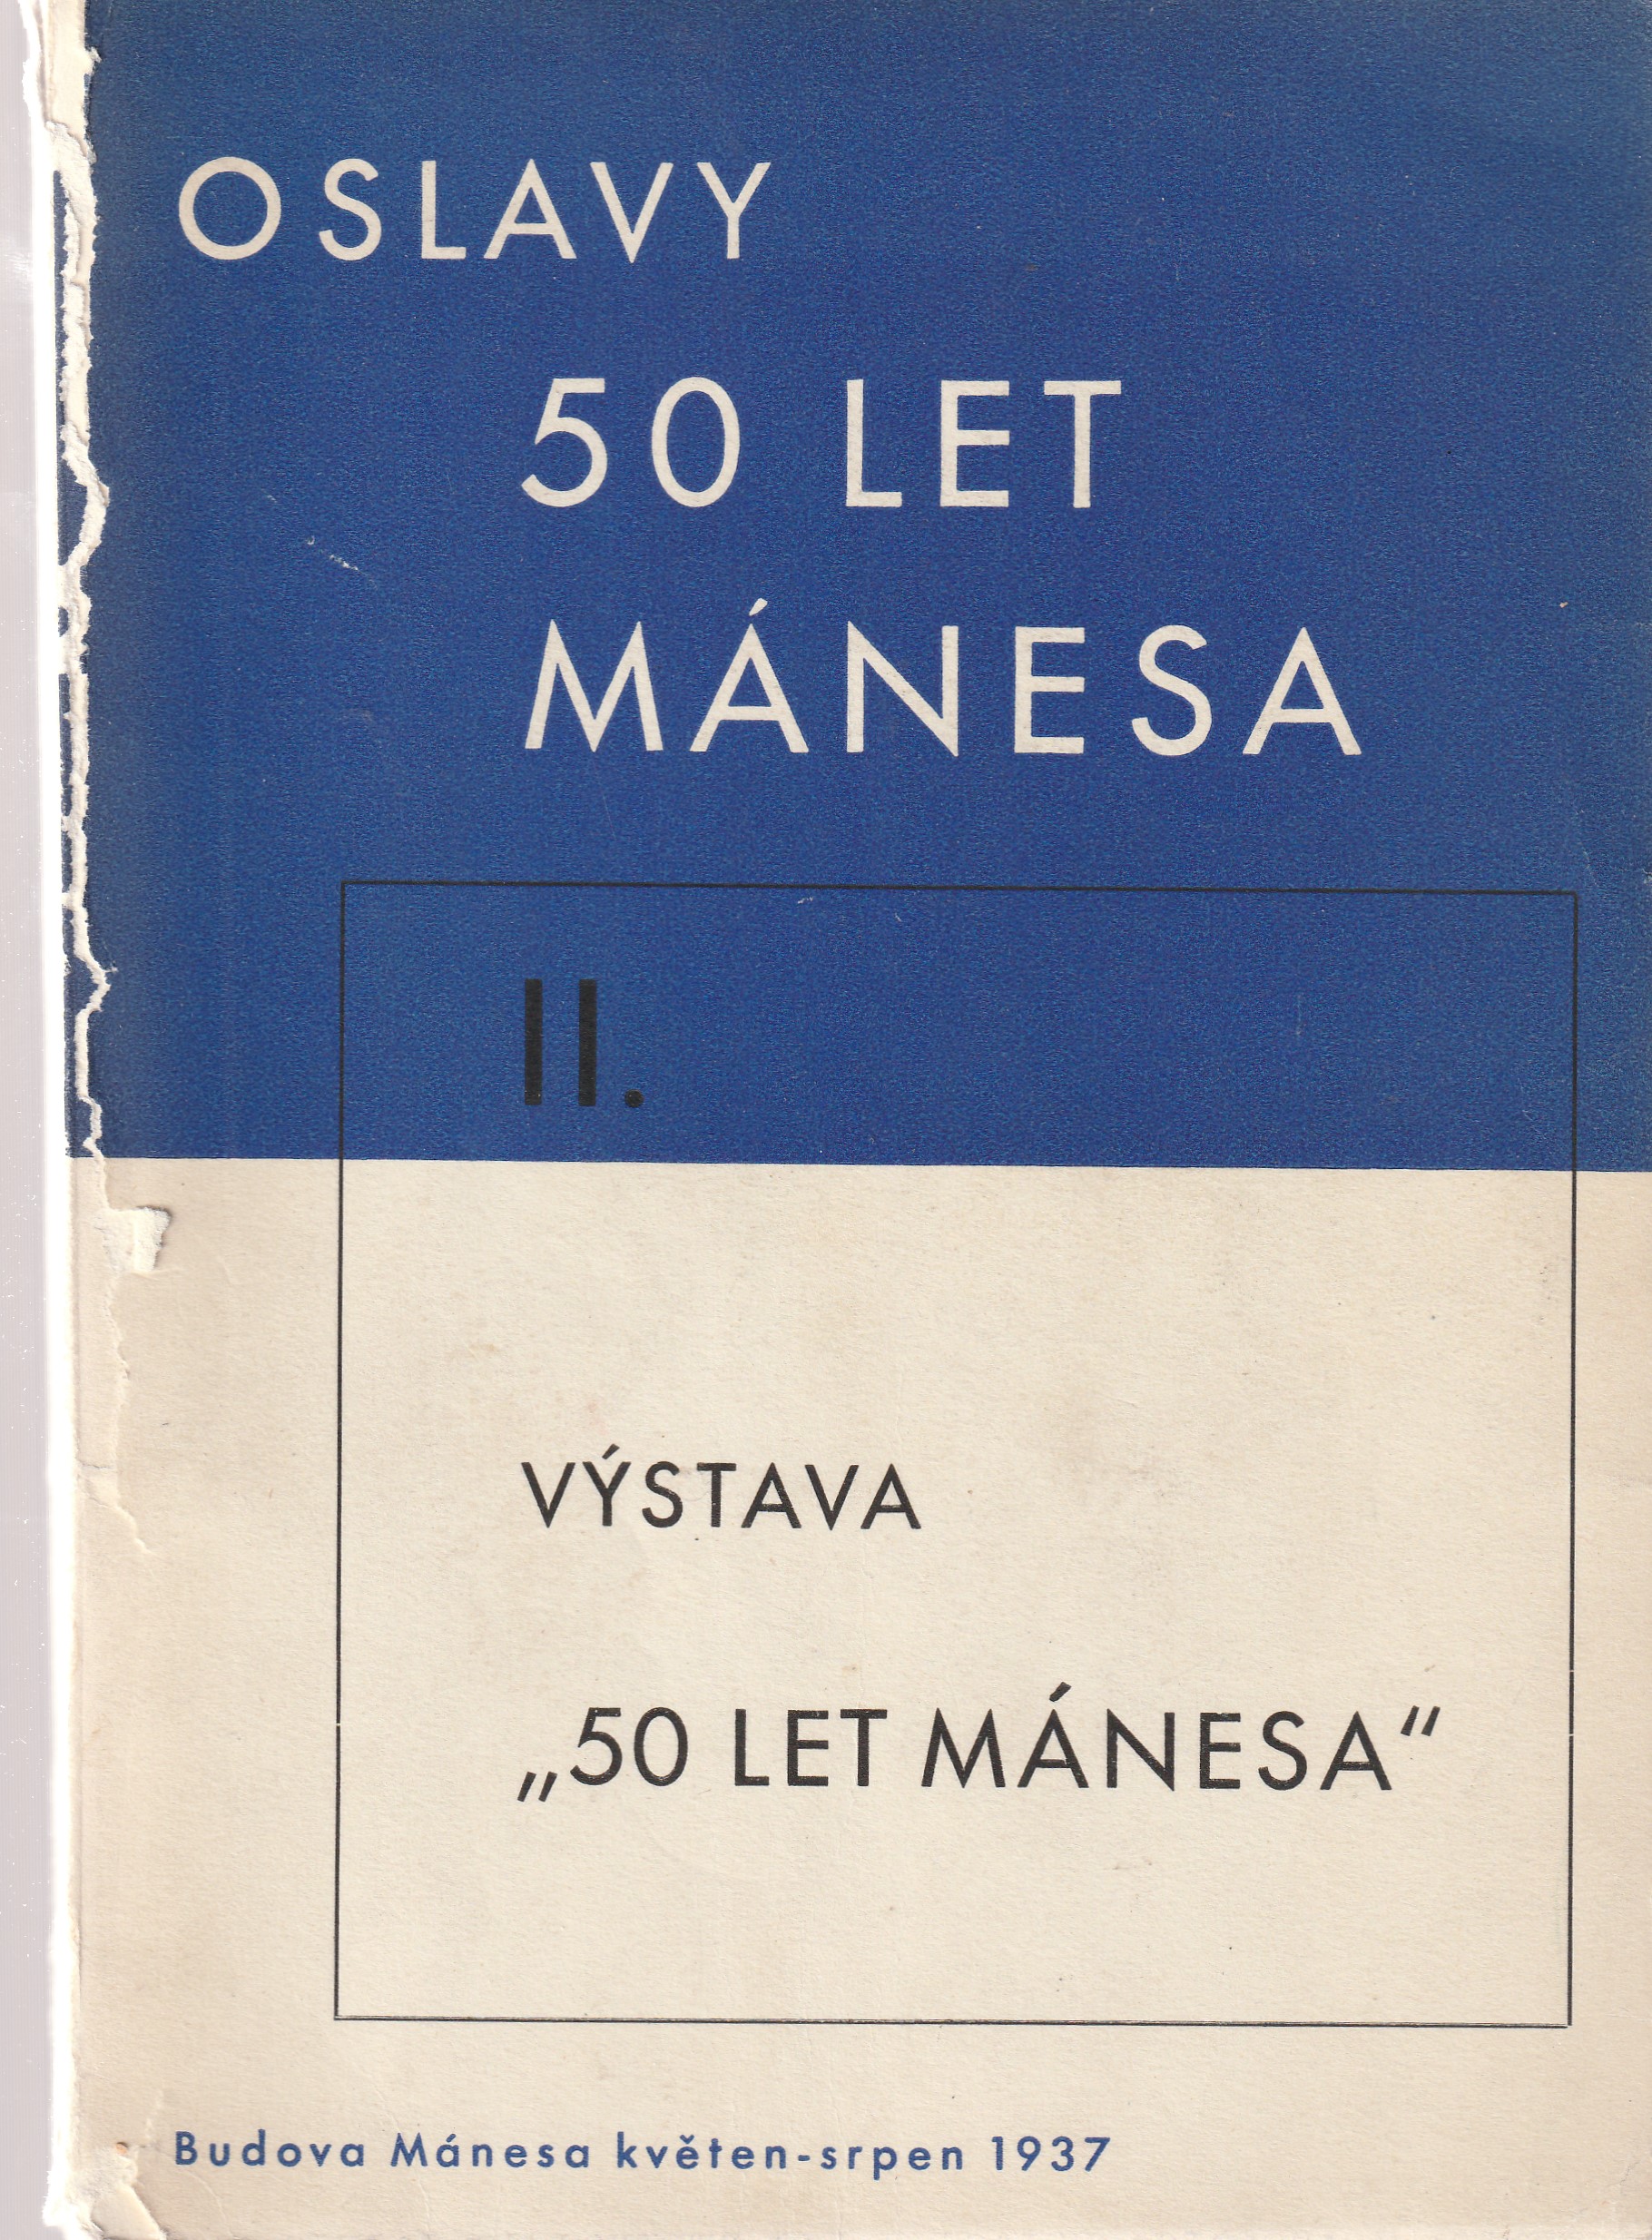 OSLAVY
50 LET
MÁNESA
II.
VÝSTAVA
„50 LET MÁNESA“
Budova Mánesa květen-srpen 1937